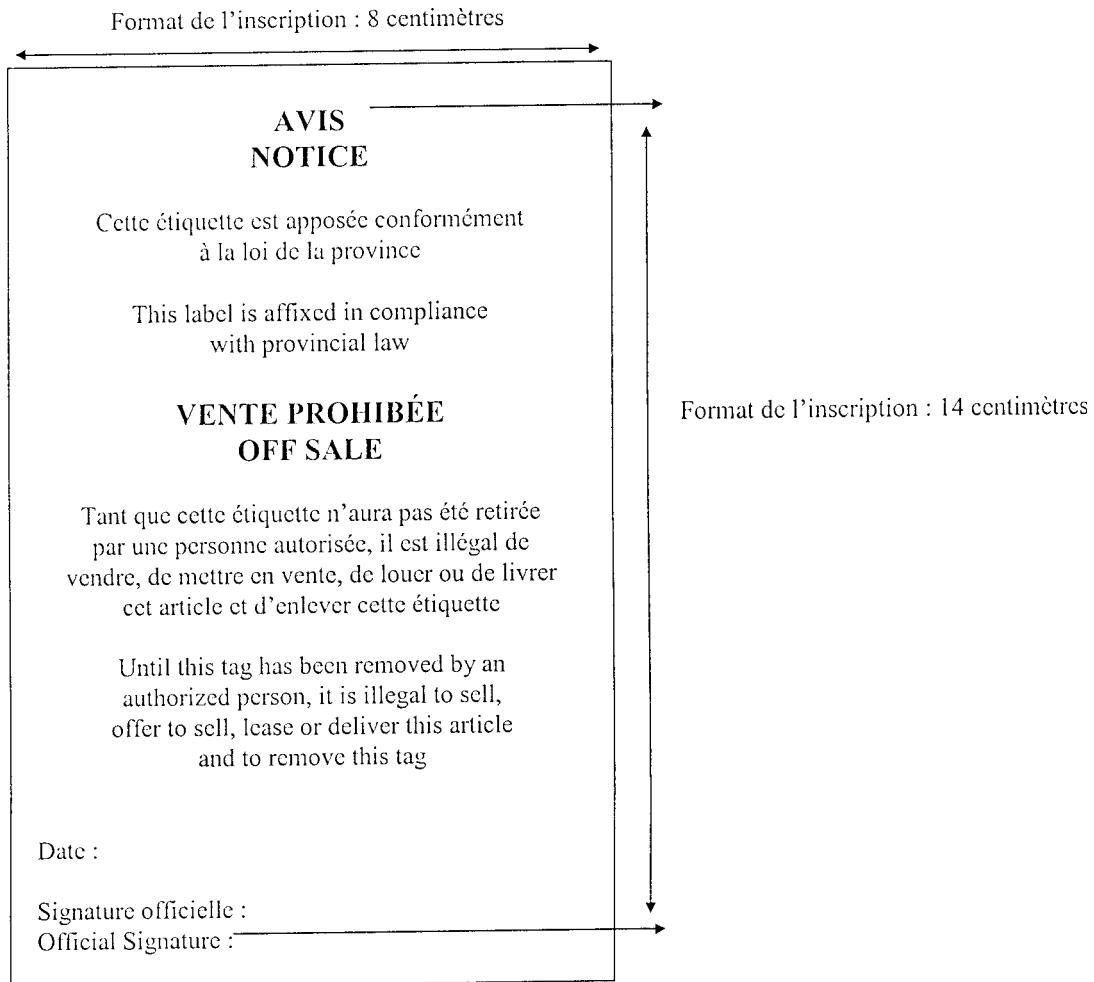 Format de l'inscription : 8 centimètres
AVIS
NOTICE
Cette étiquette est apposée conformément
à la loi de la province
This label is affixed in compliance
with provincial law
VENTE PROHIBÉE
OFF SALE
Format de l'inscription : 14 centimètres
Tant que cette étiquette n'aura pas été retirée
par une personne autorisée, il est illégal de
vendre, de mettre en vente, de louer ou de livrer
cet article et d'enlever cette étiquette
Until this tag has been removed by an
authorized person, it is illegal to sell,
offer to sell, lease or deliver this article
and to remove this tag
Date :
Signature officielle :
Official Signature :